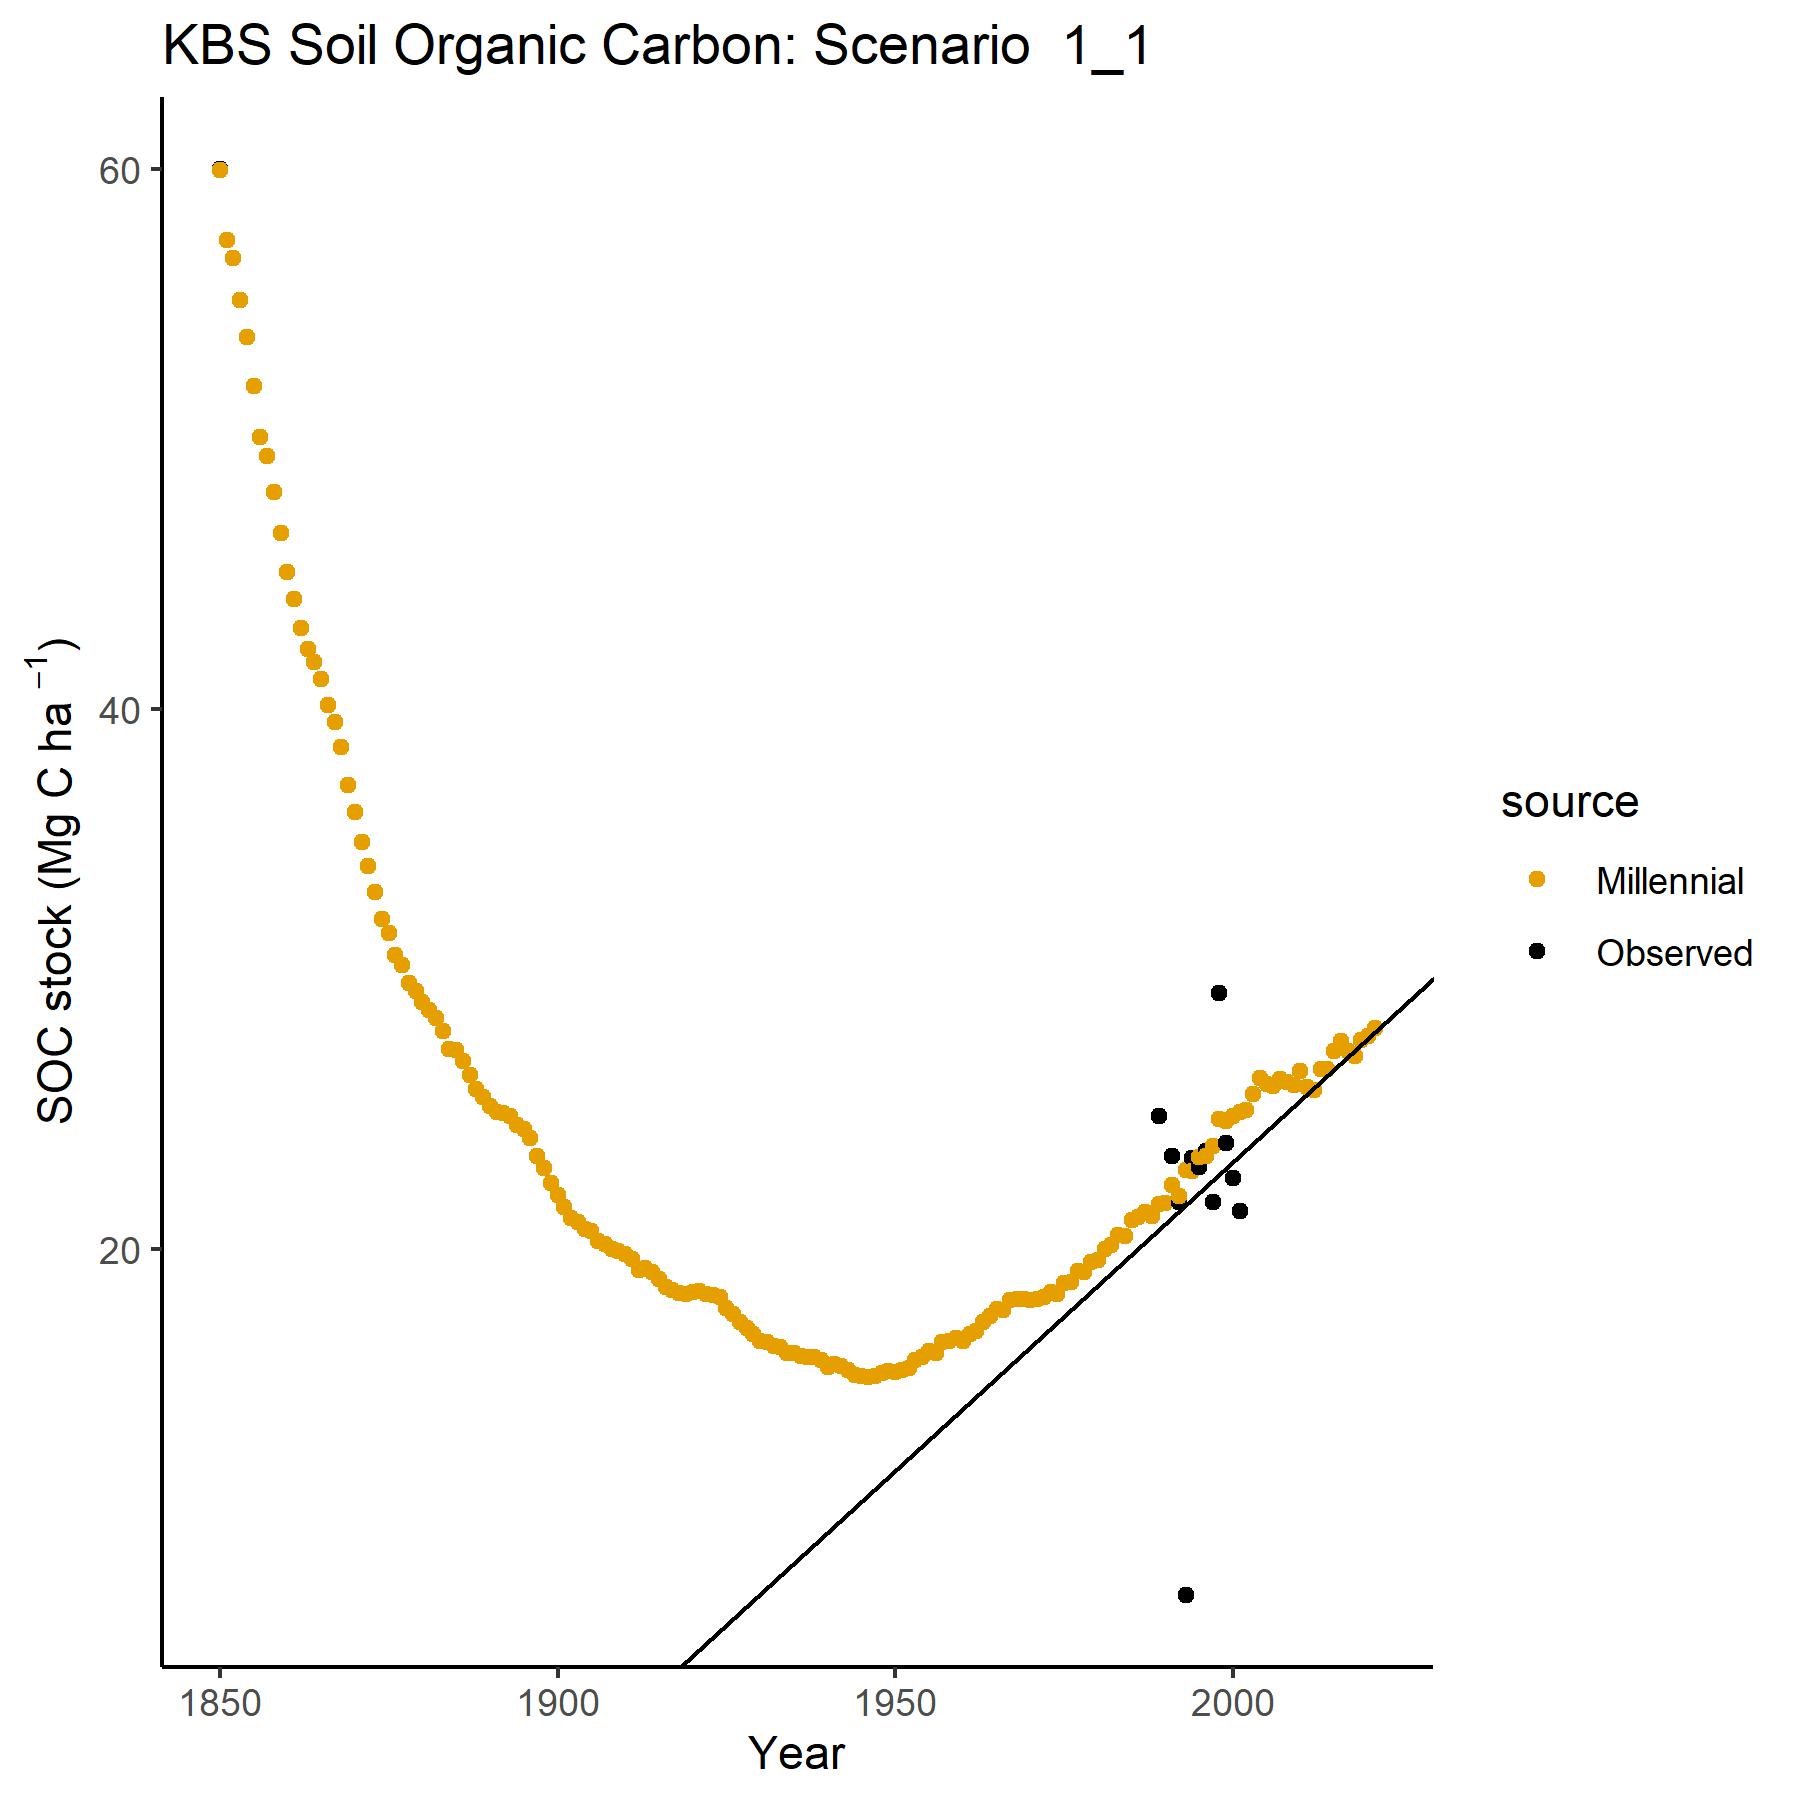 KBS Soil Organic Carbon: Scenario  1_1
60
40
20
SOC stock (Mg C ha ⁻¹)
1850
1900
1950
2000
Year
source
Millennial
Observed